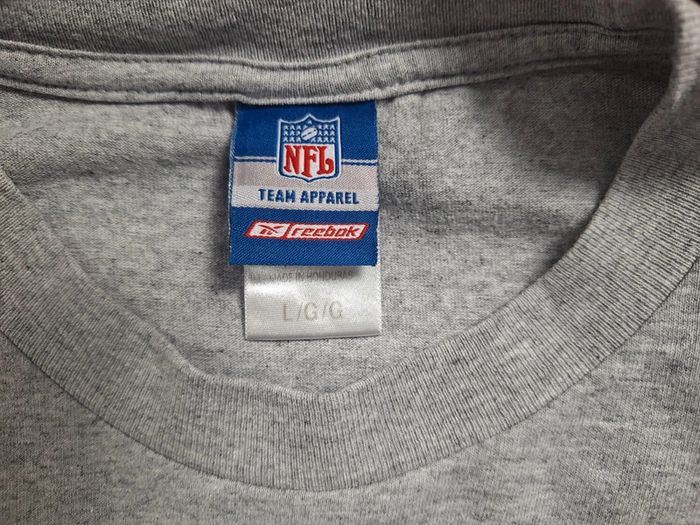 NFL
TEAM APPAREL
Reebok
MADE IN HONDURAS
L/G/G